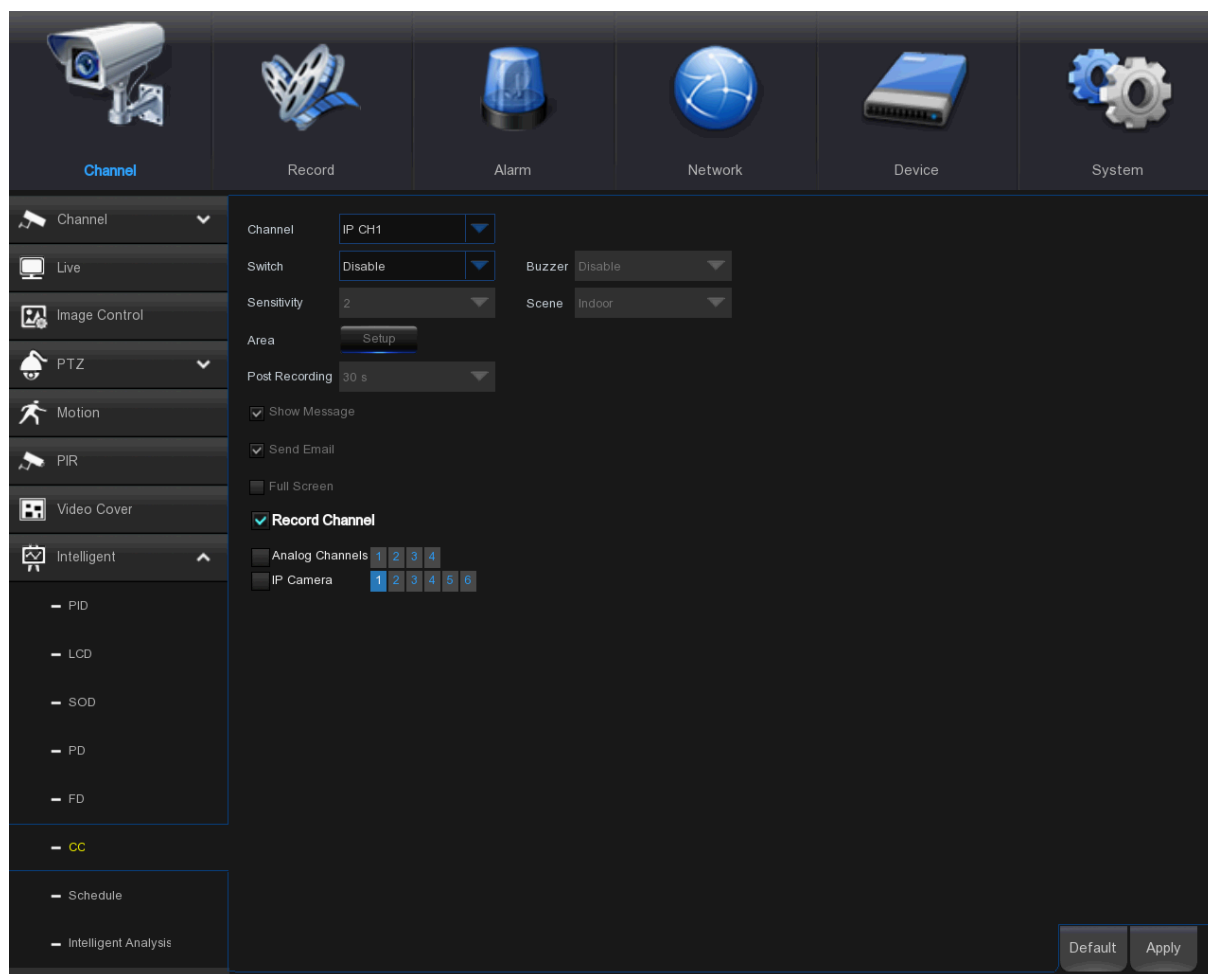 Channel Record Alarm Network Device System
Channel
Live
Image Control
PTZ
Motion
PIR
Video Cover
Intelligent
PID
LCD
SOD
PD
FD
CC
Schedule
Intelligent Analysis
Channel IP CH1
Switch Disable Buzzer Disable
Sensitivity 2 Scene Indoor
Area Setup
Post Recording 30 s
Show Message
Send Email
Full Screen
Record Channel
Analog Channels 1 2 3 4
IP Camera 1 2 3 4 5 6
Default Apply